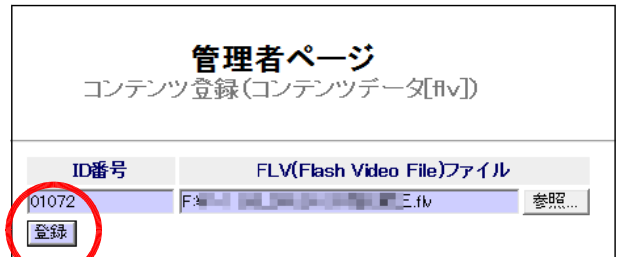 管理者ページ
コンテンツ登録(コンテンツデータ[flv])
ID番号 FLV(Flash Video File)ファイル
01072 F:¥ E.flv 参照...
登録